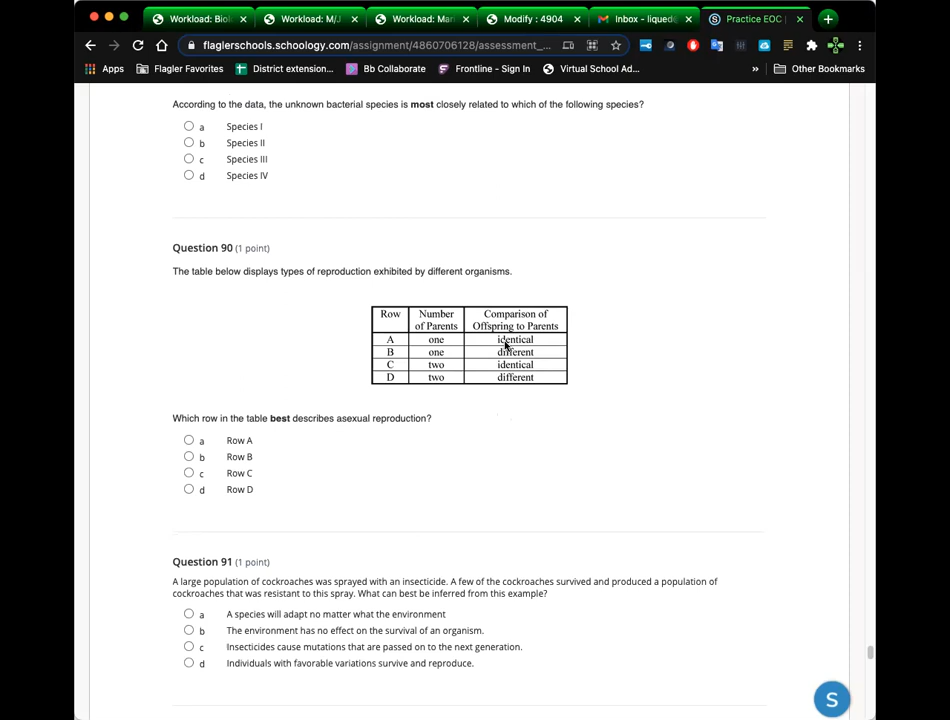 Workload: Biol
Workload: M/J
Workload: Mar
Modify : 4904
Inbox - liqued
Practice EOC
flaglerschools.schoology.com/assignment/4860706128/assessment_...
Apps
Flagler Favorites
District extension...
Bb Collaborate
Frontline - Sign In
Virtual School Ad...
»
Other Bookmarks
According to the data, the unknown bacterial species is most closely related to which of the following species?
a Species I
b Species II
c Species III
d Species IV
Question 90 (1 point)
The table below displays types of reproduction exhibited by different organisms.
Row Number of Parents Comparison of Offspring to Parents
A one identical
B one different
C two identical
D two different
Which row in the table best describes asexual reproduction?
a Row A
b Row B
c Row C
d Row D
Question 91 (1 point)
A large population of cockroaches was sprayed with an insecticide. A few of the cockroaches survived and produced a population of
cockroaches that was resistant to this spray. What can best be inferred from this example?
a A species will adapt no matter what the environment
b The environment has no effect on the survival of an organism.
c Insecticides cause mutations that are passed on to the next generation.
d Individuals with favorable variations survive and reproduce.
S